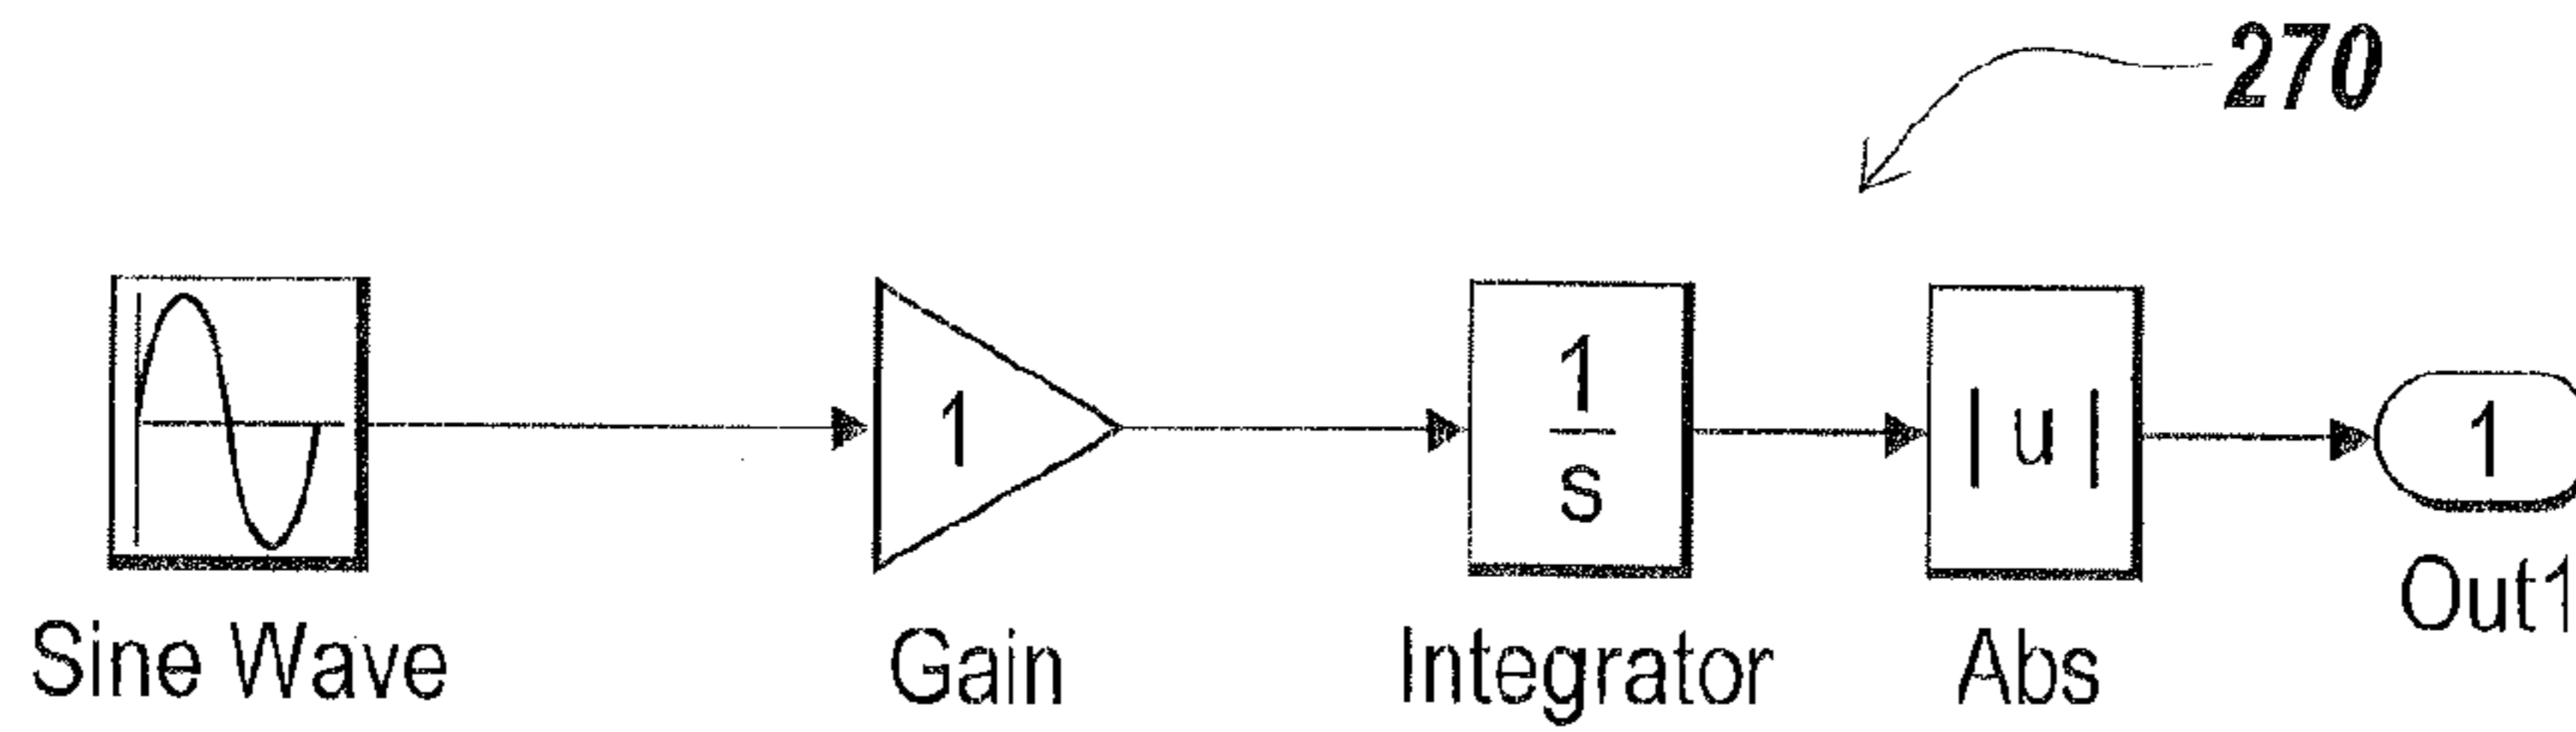 270
1
1
s
|u|
1
Sine Wave
Gain
Integrator
Abs
Out1